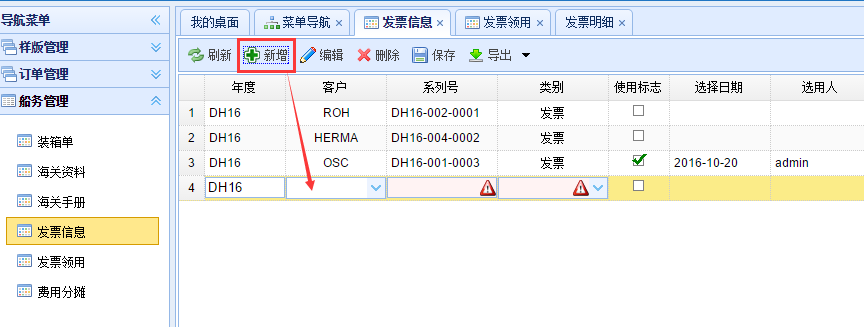 导航菜单
样版管理
订单管理
船务管理
装箱单
海关资料
海关手册
发票信息
发票领用
费用分摊
我的桌面 菜单导航 发票信息 发票领用 发票明细
刷新 新增 编辑 删除 保存 导出
年度 客户 系列号 类别 使用标志 选择日期 选用人
1 DH16 ROH DH16-002-0001 发票
2 DH16 HERMA DH16-004-0002 发票
3 DH16 OSC DH16-001-0003 发票 2016-10-20 admin
4 DH16